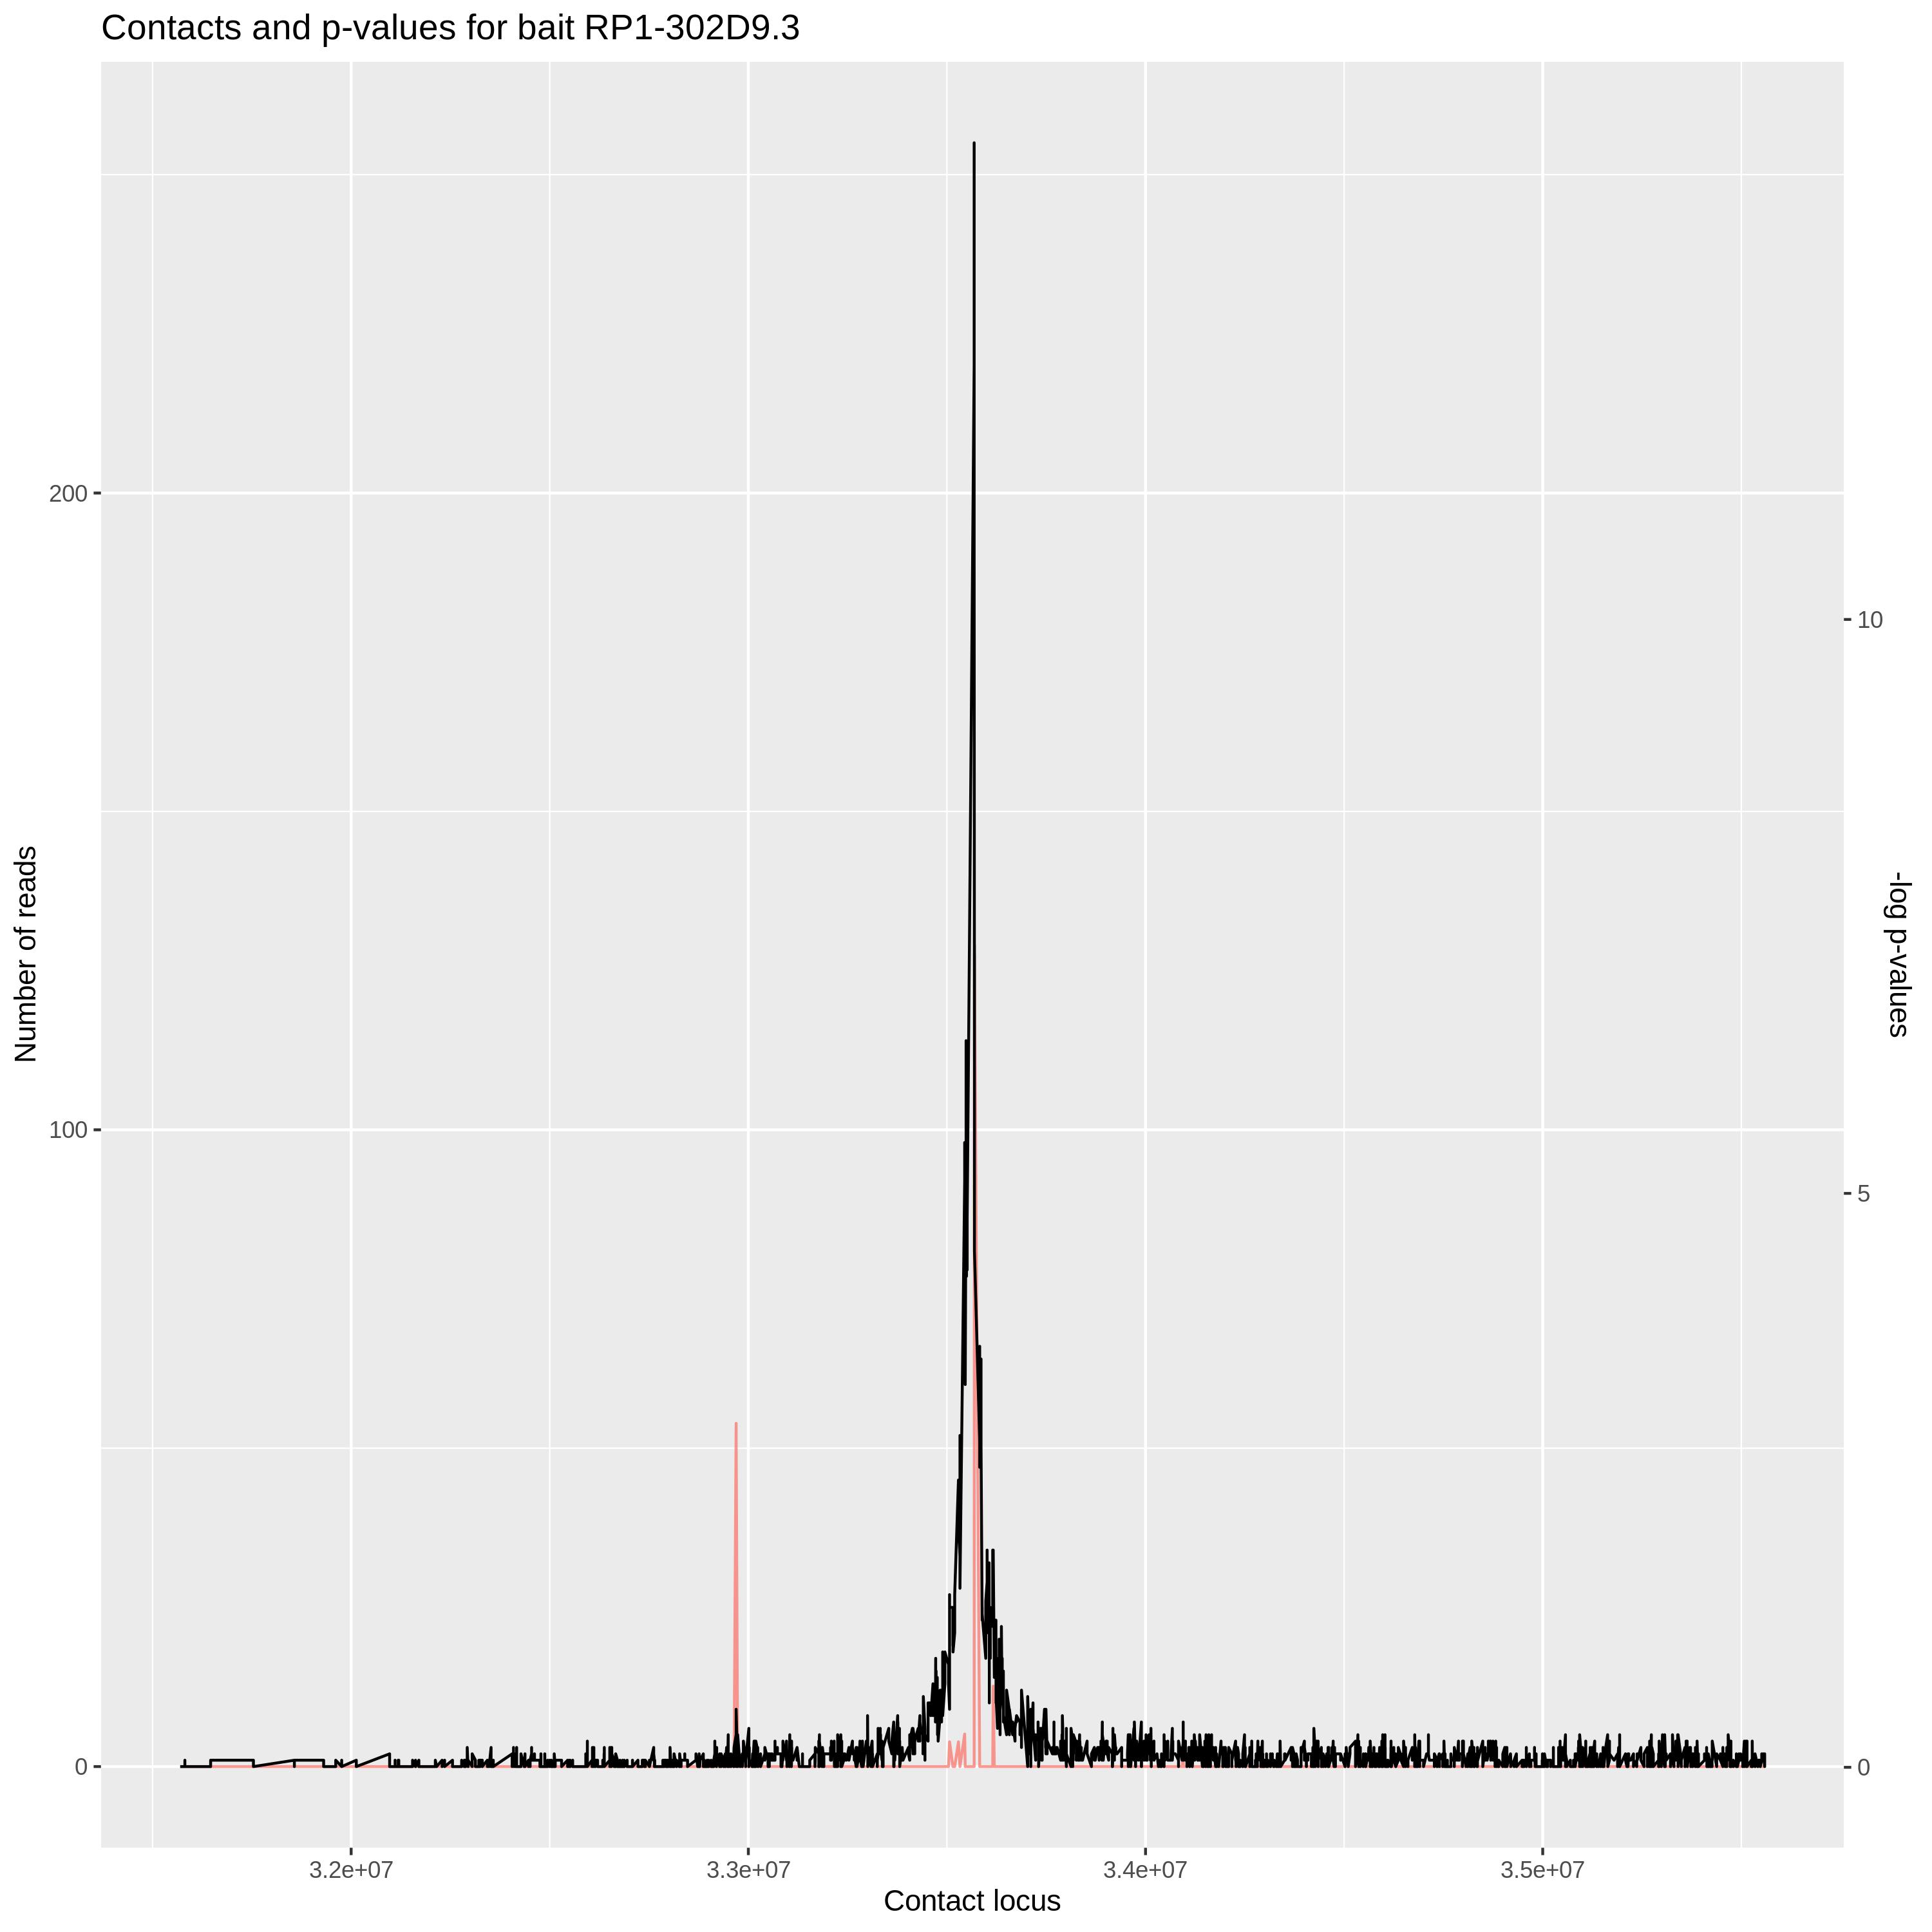 Contacts and p-values for bait RP1-302D9.3
200
100
0
Number of reads
10
5
0
-log p-values
3.2e+07
3.3e+07
3.4e+07
3.5e+07
Contact locus